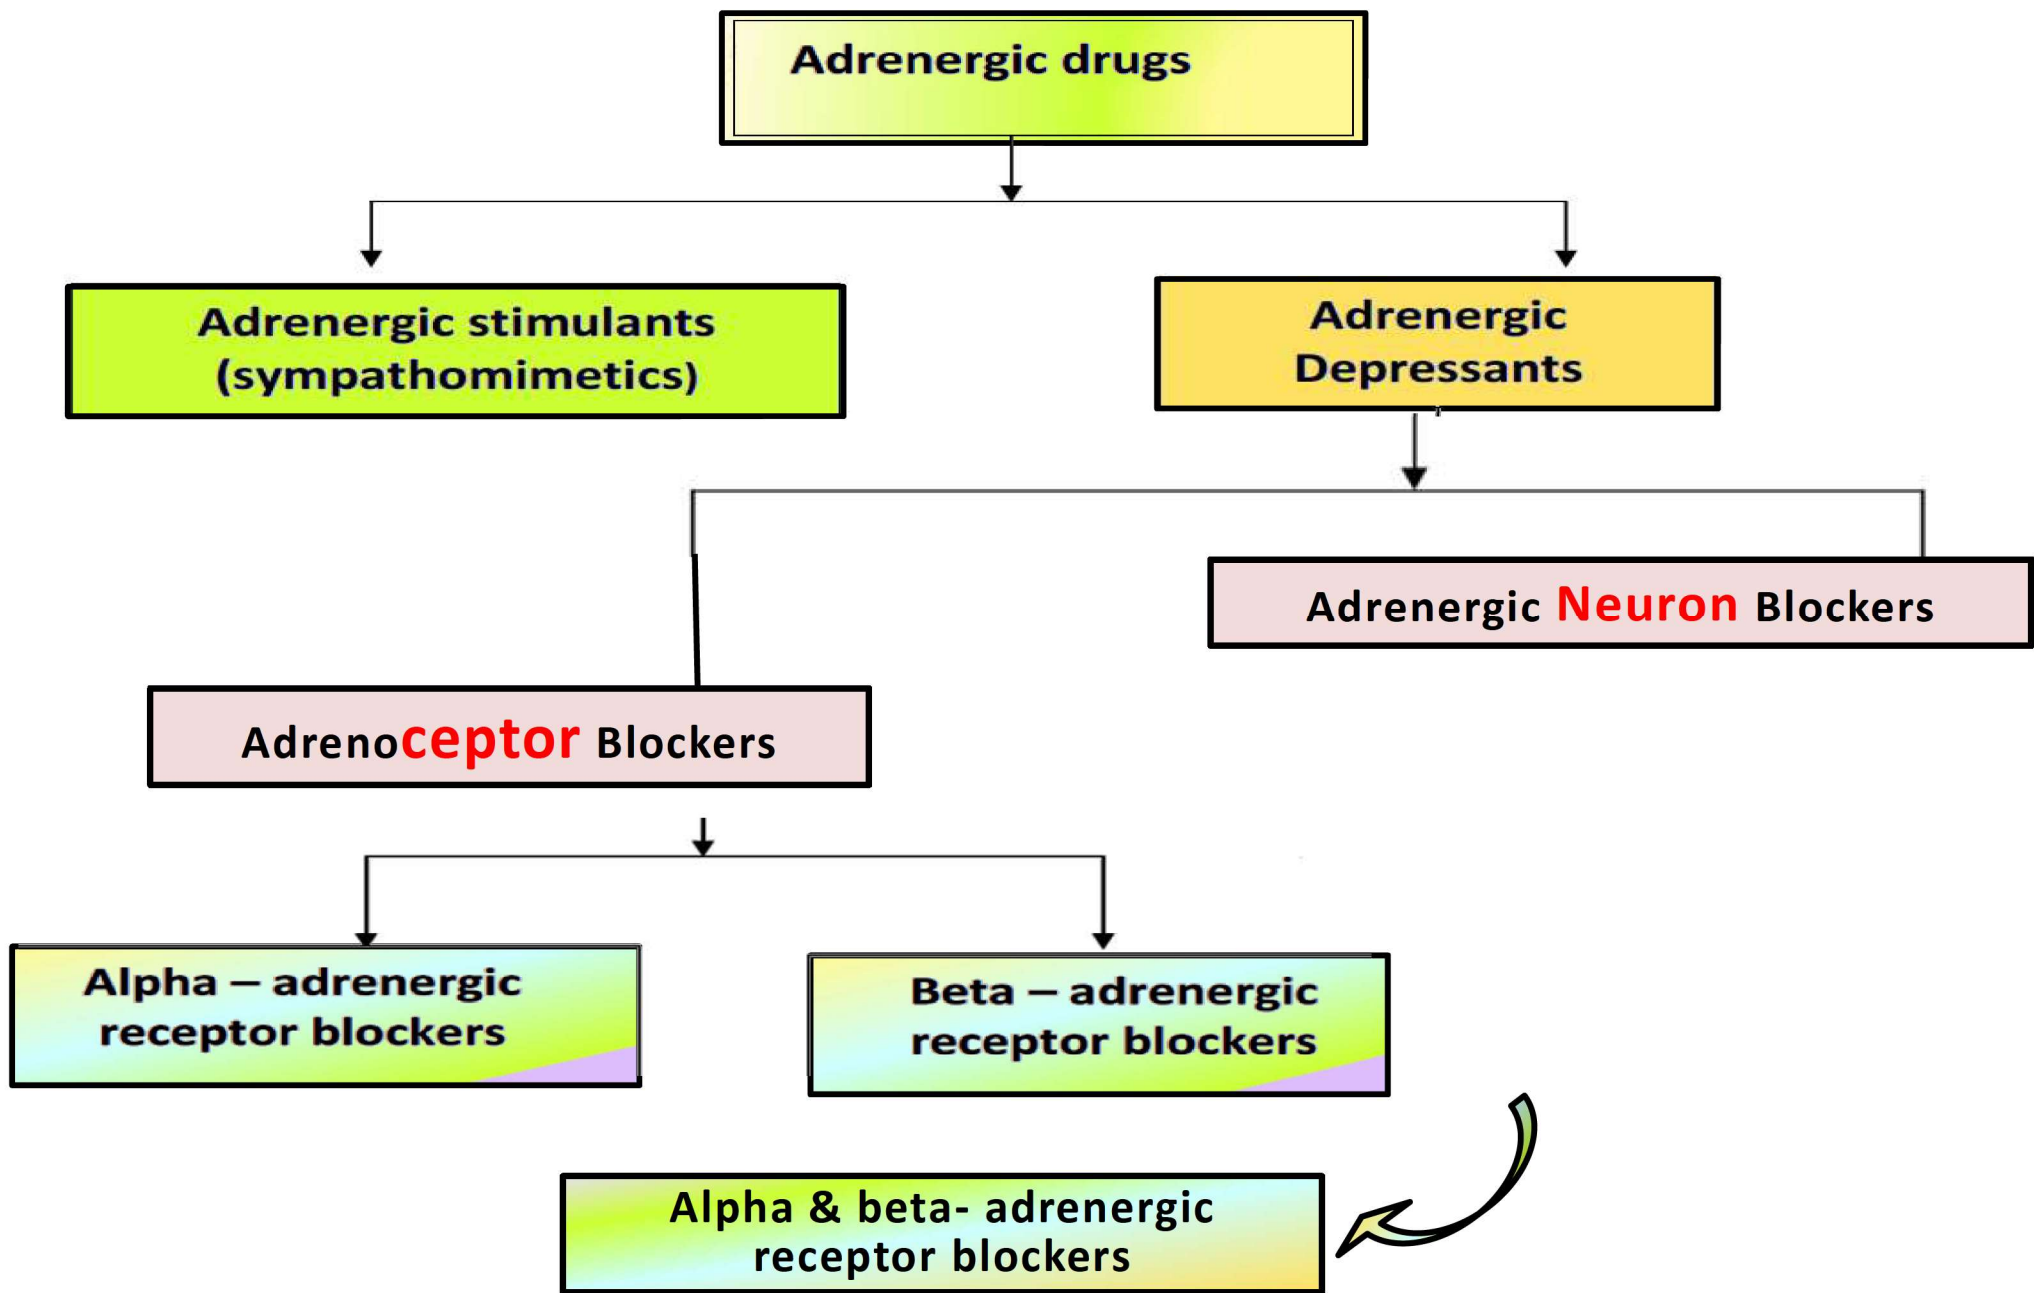 Adrenergic drugs
Adrenergic stimulants
(sympathomimetics)
Adrenergic
Depressants
Adrenergic Neuron Blockers
Adrenoceptor Blockers
Alpha – adrenergic
receptor blockers
Beta – adrenergic
receptor blockers
Alpha & beta- adrenergic
receptor blockers